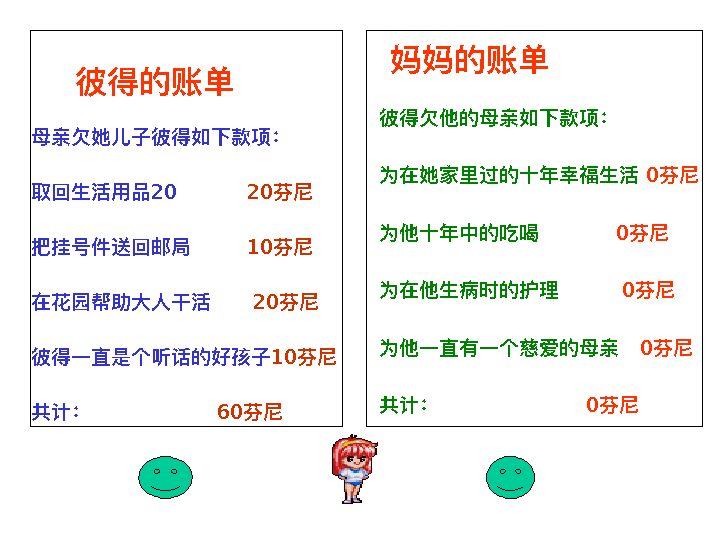 彼得的账单
母亲欠她儿子彼得如下款项：
取回生活用品20 20芬尼
把挂号件送回邮局 10芬尼
在花园帮助大人干活 20芬尼
彼得一直是个听话的好孩子10芬尼
共计： 60芬尼
妈妈的账单
彼得欠他的母亲如下款项：
为在她家里过的十年幸福生活 0芬尼
为他十年中的吃喝 0芬尼
为在他生病时的护理 0芬尼
为他一直有一个慈爱的母亲 0芬尼
共计： 0芬尼